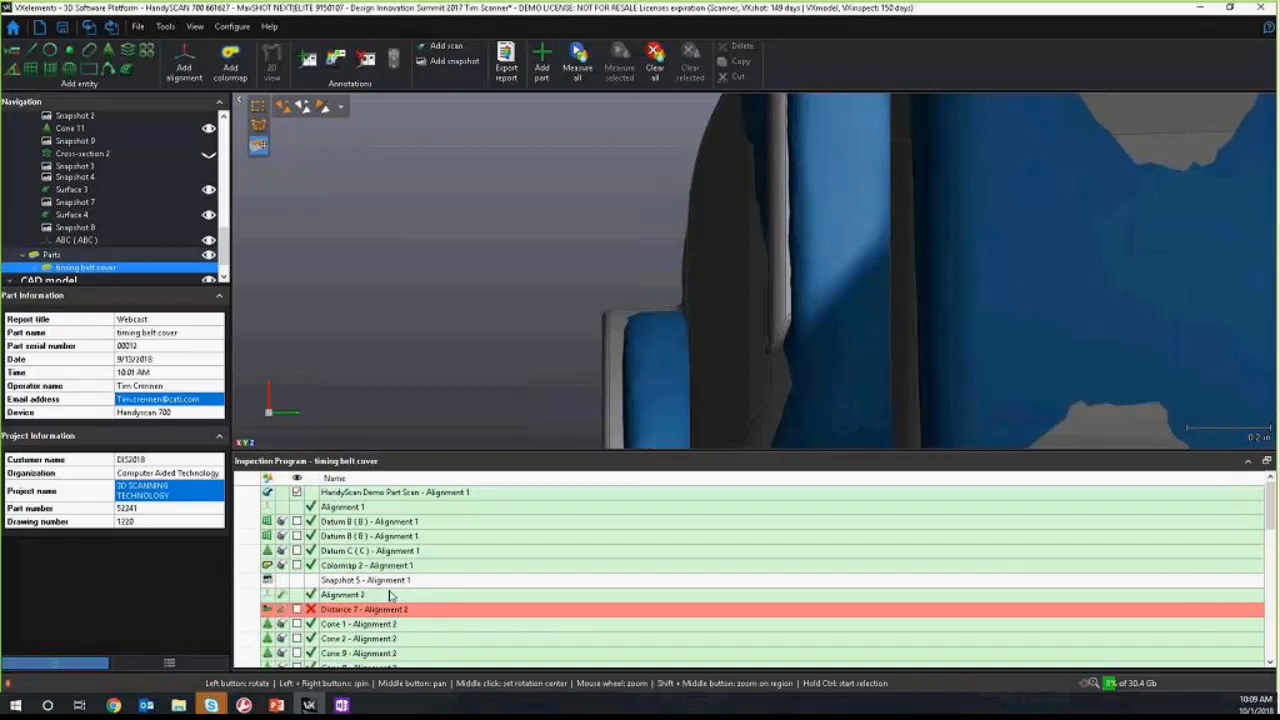 VXelements - 3D Software Platform - HandySCAN 700 661627 - MaxSHOT NEXT|ELITE 9150107 - Design Innovation Summit 2017 Tim Scanner* - DEMO LICENSE: NOT FOR RESALE Licenses expiration (Scanner, VXshot: 149 days, VXmodel, VXinspect: 150 days)
File Tools View Configure Help
Add entity
Add alignment
Add colormap
2D view
Annotations
Add scan
Add snapshot
Export report
Add part
Measure all
Measure selected
Clear all
Clear selected
Delete
Copy
Cut
Navigation
Snapshot 2
Cone 11
Snapshot 9
Cross-section 2
Snapshot 3
Snapshot 4
Surface 3
Snapshot 7
Surface 4
Snapshot 8
ABC ( ABC )
Parts
timing belt cover
CAD model
Part Information
Report title Webcast
Part name timing belt cover
Part serial number 00012
Date 9/13/2018
Time 10:01 AM
Operator name Tim Crennen
Email address Tim.crennen@cati.com
Device Handyscan 700
Project Information
Customer name DIS2018
Organization Computer Aided Technology
Project name 3D SCANNING TECHNOLOGY
Part number 52241
Drawing number 1220
X Y Z
0.2 in
Inspection Program - timing belt cover
Name
HandyScan Demo Part Scan - Alignment 1
Alignment 1
Datum B ( B ) - Alignment 1
Datum B ( B ) - Alignment 1
Datum C ( C ) - Alignment 1
Colormap 2 - Alignment 1
Snapshot 5 - Alignment 1
Alignment 2
Distance 7 - Alignment 2
Cone 1 - Alignment 2
Cone 2 - Alignment 2
Cone 9 - Alignment 2
Left button: rotate | Left + Right buttons: spin | Middle button: pan | Middle click: set rotation center | Mouse wheel: zoom | Shift + Middle button: zoom on region | Hold Ctrl: start selection
8% of 30.4 Gb
10:09 AM
10/1/2018